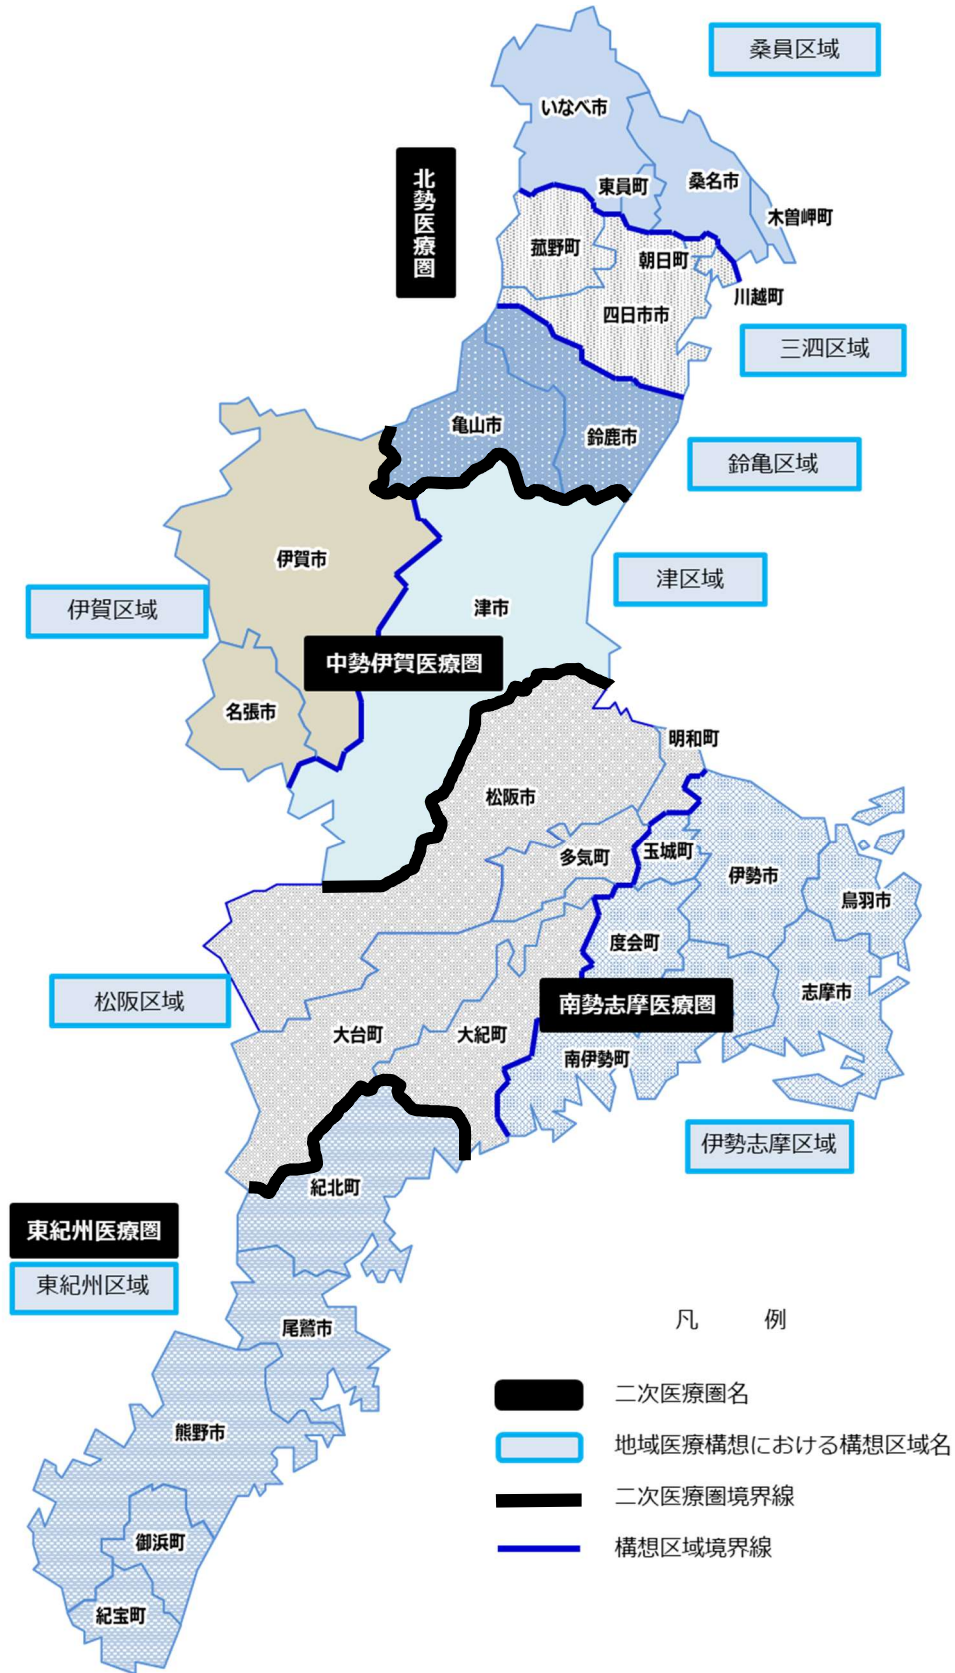 桑員区域
いなべ市
北勢医療圏
東員町
桑名市
木曽岬町
菰野町
朝日町
川越町
四日市市
三泗区域
亀山市
鈴鹿市
鈴亀区域
伊賀市
津区域
伊賀区域
津市
中勢伊賀医療圏
名張市
明和町
松阪市
多気町
玉城町
伊勢市
鳥羽市
度会町
松阪区域
南勢志摩医療圏
志摩市
大台町
大紀町
南伊勢町
伊勢志摩区域
紀北町
東紀州医療圏
東紀州区域
尾鷲市
熊野市
御浜町
紀宝町
凡 例
二次医療圏名
地域医療構想における構想区域名
二次医療圏境界線
構想区域境界線